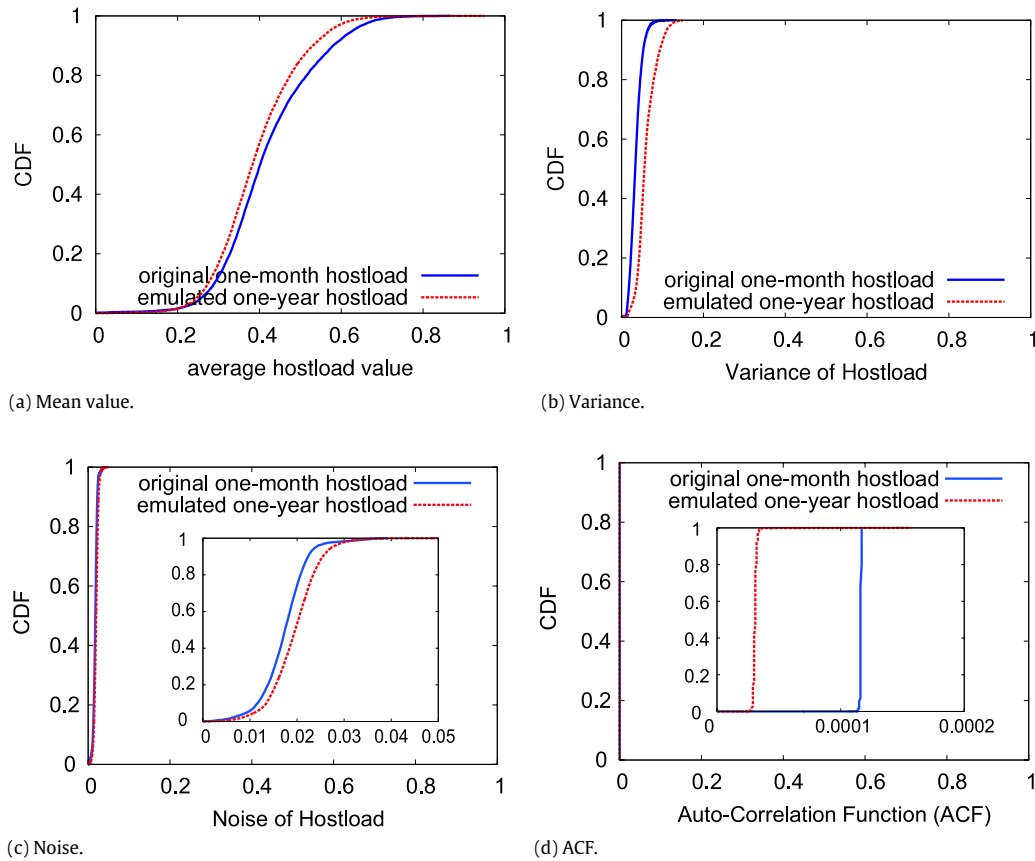 1
0.8
0.6
0.4
0.2
0
CDF
original one-month hostload
emulated one-year hostload
0 0.2 0.4 0.6 0.8 1
average hostload value
(a) Mean value.
1
0.8
0.6
0.4
0.2
0
CDF
original one-month hostload
emulated one-year hostload
0 0.2 0.4 0.6 0.8 1
Variance of Hostload
(b) Variance.
1
0.8
0.6
0.4
0.2
0
CDF
original one-month hostload
emulated one-year hostload
1
0.8
0.6
0.4
0.2
0
0 0.01 0.02 0.03 0.04 0.05
0 0.2 0.4 0.6 0.8 1
Noise of Hostload
(c) Noise.
1
0.8
0.6
0.4
0.2
0
CDF
original one-month hostload
emulated one-year hostload
1
0.8
0.6
0.4
0.2
0
0 0.0001 0.0002
0 0.2 0.4 0.6 0.8 1
Auto-Correlation Function (ACF)
(d) ACF.